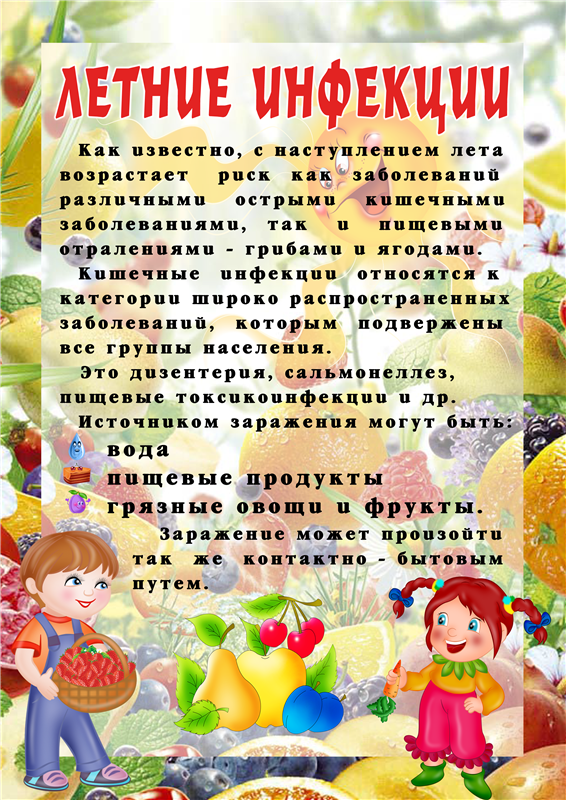 ЛЕТНИЕ ИНФЕКЦИИ
Как известно, с наступлением лета
возрастает риск как заболеваний
различными острыми кишечными
заболеваниями, так и пищевыми
отралениями - грибами и ягодами.
Кишечные инфекции относятся к
категории широко распространенных
заболеваний, которым подвержены
все группы населения.
Это дизентерия, сальмонеллез,
пищевые токсикоинфекции и др.
Источником заражения могут быть:
вода
пищевые продукты
грязные овощи и фрукты.
Заражение может произойти
так же контактно - бытовым
путем.